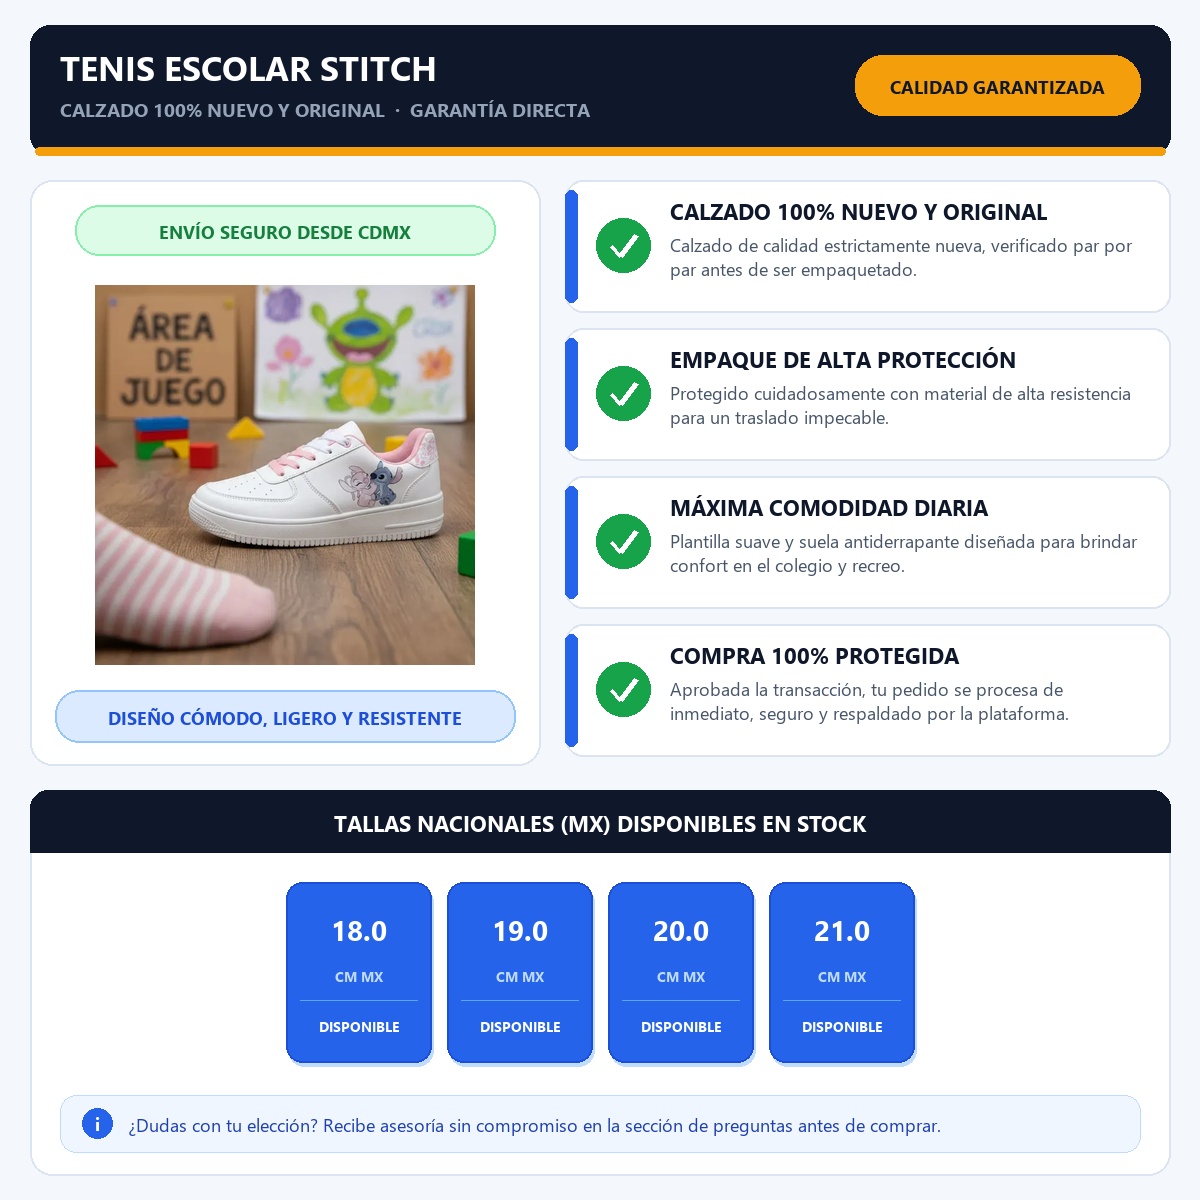 TENIS ESCOLAR STITCH
CALZADO 100% NUEVO Y ORIGINAL · GARANTÍA DIRECTA
CALIDAD GARANTIZADA
ENVÍO SEGURO DESDE CDMX
ÁREA
DE
JUEGO
DISEÑO CÓMODO, LIGERO Y RESISTENTE
CALZADO 100% NUEVO Y ORIGINAL
Calzado de calidad estrictamente nueva, verificado par por
par antes de ser empaquetado.
EMPAQUE DE ALTA PROTECCIÓN
Protegido cuidadosamente con material de alta resistencia
para un traslado impecable.
MÁXIMA COMODIDAD DIARIA
Plantilla suave y suela antiderrapante diseñada para brindar
confort en el colegio y recreo.
COMPRA 100% PROTEGIDA
Aprobada la transacción, tu pedido se procesa de
inmediato, seguro y respaldado por la plataforma.
TALLAS NACIONALES (MX) DISPONIBLES EN STOCK
18.0
CM MX
DISPONIBLE
19.0
CM MX
DISPONIBLE
20.0
CM MX
DISPONIBLE
21.0
CM MX
DISPONIBLE
¿Dudas con tu elección? Recibe asesoría sin compromiso en la sección de preguntas antes de comprar.